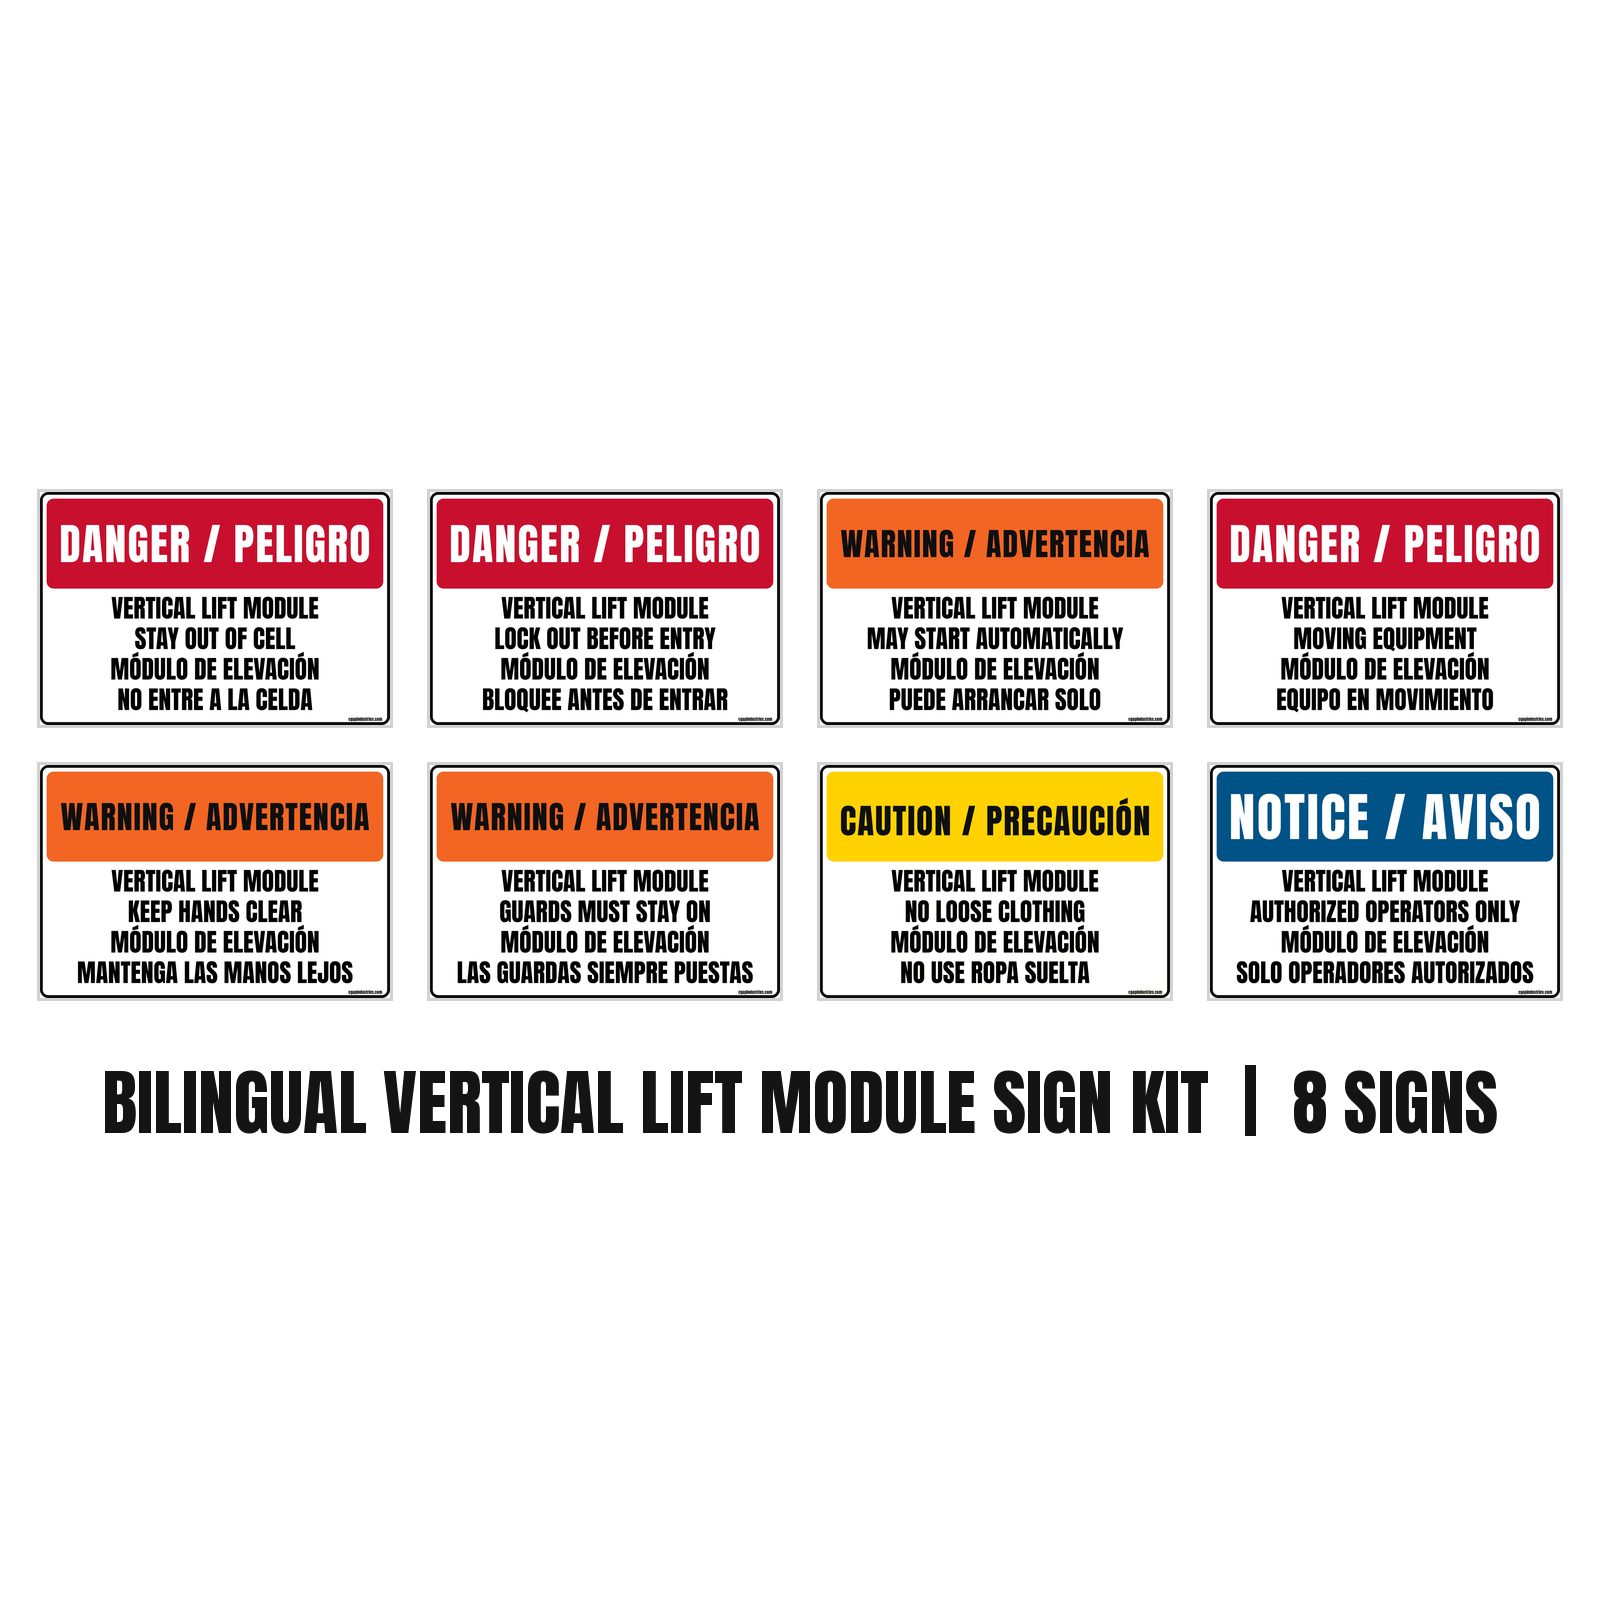 DANGER / PELIGRO
VERTICAL LIFT MODULE
STAY OUT OF CELL
MÓDULO DE ELEVACIÓN
NO ENTRE A LA CELDA
DANGER / PELIGRO
VERTICAL LIFT MODULE
LOCK OUT BEFORE ENTRY
MÓDULO DE ELEVACIÓN
BLOQUEE ANTES DE ENTRAR
WARNING / ADVERTENCIA
VERTICAL LIFT MODULE
MAY START AUTOMATICALLY
MÓDULO DE ELEVACIÓN
PUEDE ARRANCAR SOLO
DANGER / PELIGRO
VERTICAL LIFT MODULE
MOVING EQUIPMENT
MÓDULO DE ELEVACIÓN
EQUIPO EN MOVIMIENTO
WARNING / ADVERTENCIA
VERTICAL LIFT MODULE
KEEP HANDS CLEAR
MÓDULO DE ELEVACIÓN
MANTENGA LAS MANOS LEJOS
WARNING / ADVERTENCIA
VERTICAL LIFT MODULE
GUARDS MUST STAY ON
MÓDULO DE ELEVACIÓN
LAS GUARDAS SIEMPRE PUESTAS
CAUTION / PRECAUCIÓN
VERTICAL LIFT MODULE
NO LOOSE CLOTHING
MÓDULO DE ELEVACIÓN
NO USE ROPA SUELTA
NOTICE / AVISO
VERTICAL LIFT MODULE
AUTHORIZED OPERATORS ONLY
MÓDULO DE ELEVACIÓN
SOLO OPERADORES AUTORIZADOS
BILINGUAL VERTICAL LIFT MODULE SIGN KIT | 8 SIGNS